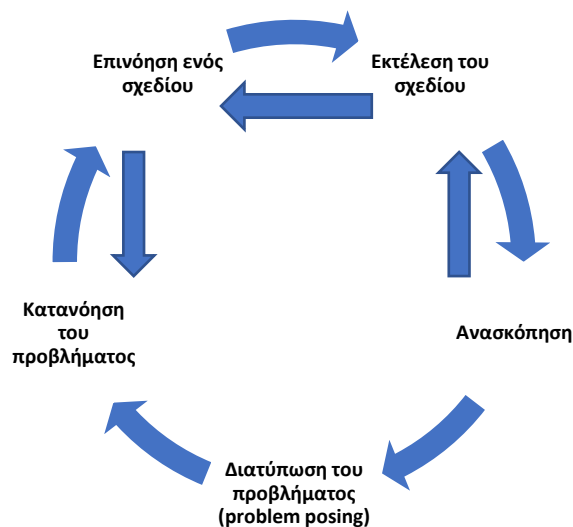 Επινόηση ενός
σχεδίου
Εκτέλεση του
σχεδίου
Κατανόηση
του
προβλήματος
Ανασκόπηση
Διατύπωση του
προβλήματος
(problem posing)